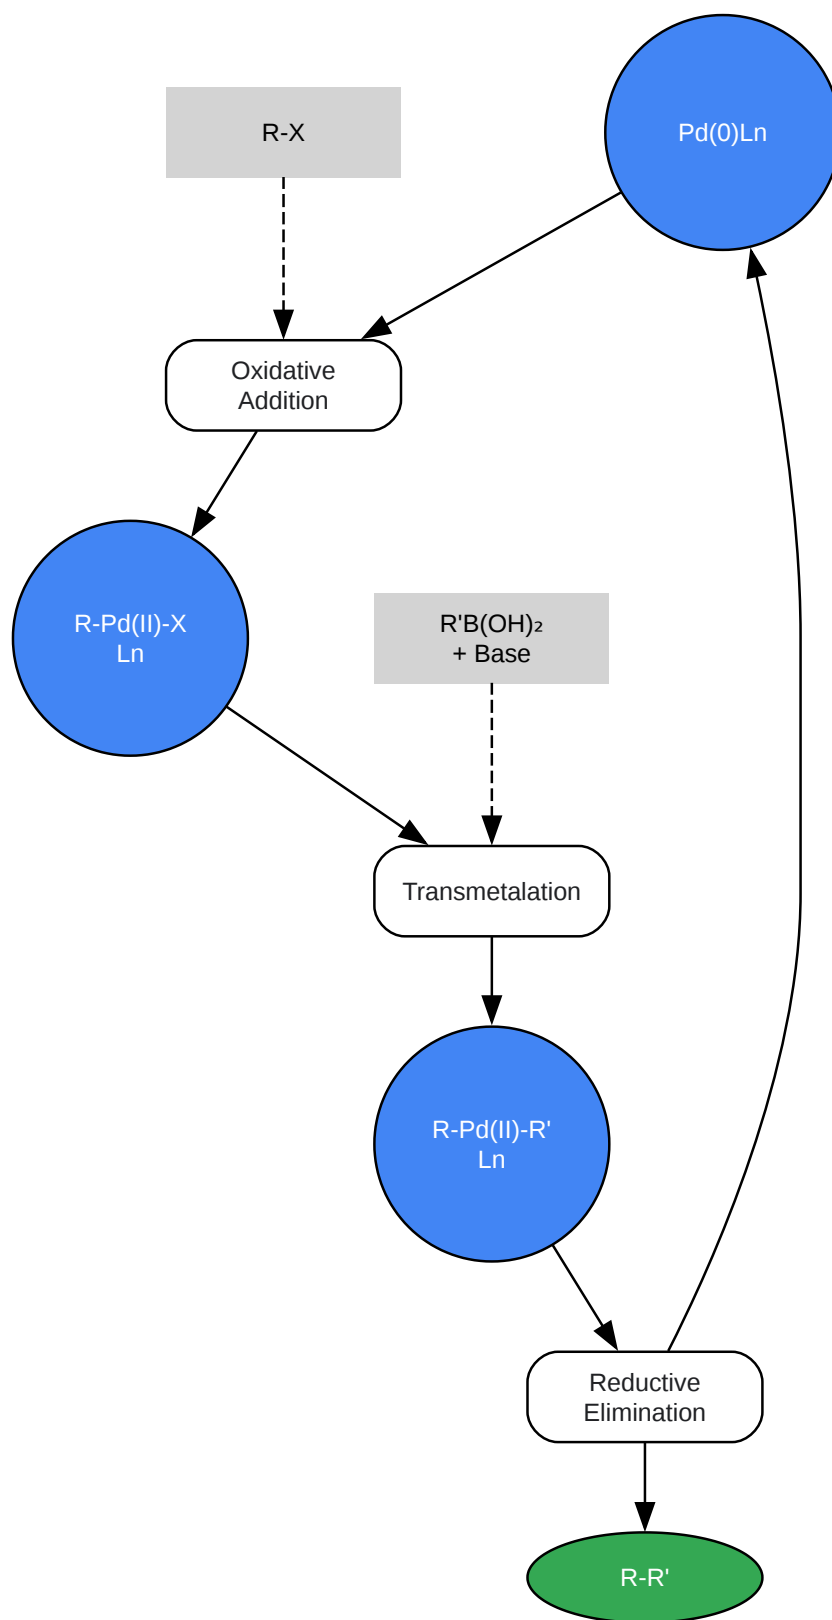 R-X
Pd(0)Ln
Oxidative
Addition
R-Pd(II)-X
Ln
R'B(OH)₂
+ Base
Transmetalation
R-Pd(II)-R'
Ln
Reductive
Elimination
R-R'